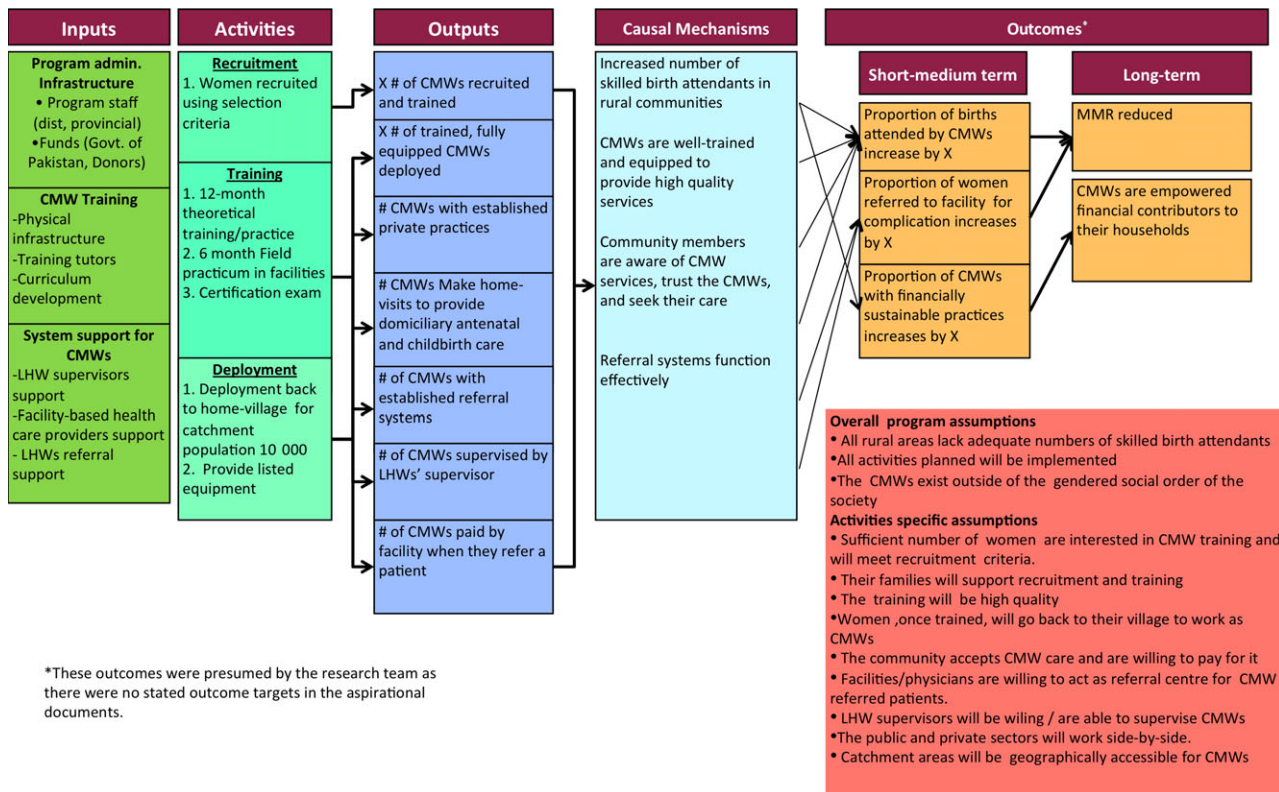 Inputs
Program admin.
Infrastructure
• Program staff
(dist, provincial)
•Funds (Govt. of
Pakistan, Donors)
CMW Training
-Physical
infrastructure
-Training tutors
-Curriculum
development
System support for
CMWs
-LHW supervisors
support
-Facility-based health
care providers support
- LHWs referral
support
Activities
Recruitment
1. Women recruited
using selection
criteria
Training
1. 12-month
theoretical
training/practice
2. 6 month Field
practicum in facilities
3. Certification exam
Deployment
1. Deployment back
to home-village for
catchment
population 10 000
2. Provide listed
equipment
Outputs
X # of CMWs recruited
and trained
X # of trained, fully
equipped CMWs
deployed
# CMWs with established
private practices
# CMWs Make home-
visits to provide
domiciliary antenatal
and childbirth care
# of CMWs with
established referral
systems
# of CMWs supervised by
LHWs’ supervisor
# of CMWs paid by
facility when they refer a
patient
Causal Mechanisms
Increased number of
skilled birth attendants in
rural communities
CMWs are well-trained
and equipped to
provide high quality
services
Community members
are aware of CMW
services, trust the CMWs,
and seek their care
Referral systems function
effectively
Outcomes*
Short-medium term
Proportion of births
attended by CMWs
increase by X
Proportion of women
referred to facility for
complication increases
by X
Proportion of CMWs
with financially
sustainable practices
increases by X
Long-term
MMR reduced
CMWs are empowered
financial contributors to
their households
Overall program assumptions
• All rural areas lack adequate numbers of skilled birth attendants
•All activities planned will be implemented
•The CMWs exist outside of the gendered social order of the
society
Activities specific assumptions
• Sufficient number of women are interested in CMW training and
will meet recruitment criteria.
• Their families will support recruitment and training
• The training will be high quality
•Women ,once trained, will go back to their village to work as
CMWs
• The community accepts CMW care and are willing to pay for it
• Facilities/physicians are willing to act as referral centre for CMW
referred patients.
• LHW supervisors will be wiling / are able to supervise CMWs
•The public and private sectors will work side-by-side.
• Catchment areas will be geographically accessible for CMWs
*These outcomes were presumed by the research team as
there were no stated outcome targets in the aspirational
documents.